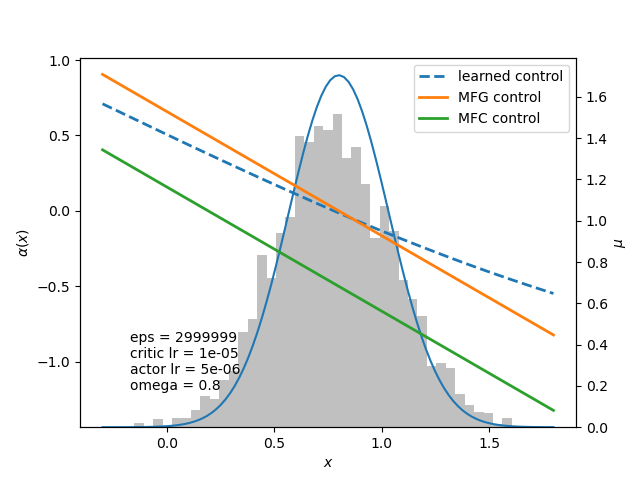 learned control
MFG control
MFC control
1.0
0.5
0.0
−0.5
−1.0
α(x)
eps = 2999999
critic lr = 1e-05
actor lr = 5e-06
omega = 0.8
0.0 0.5 1.0 1.5
x
1.6
1.4
1.2
1.0
0.8
0.6
0.4
0.2
0.0
μ